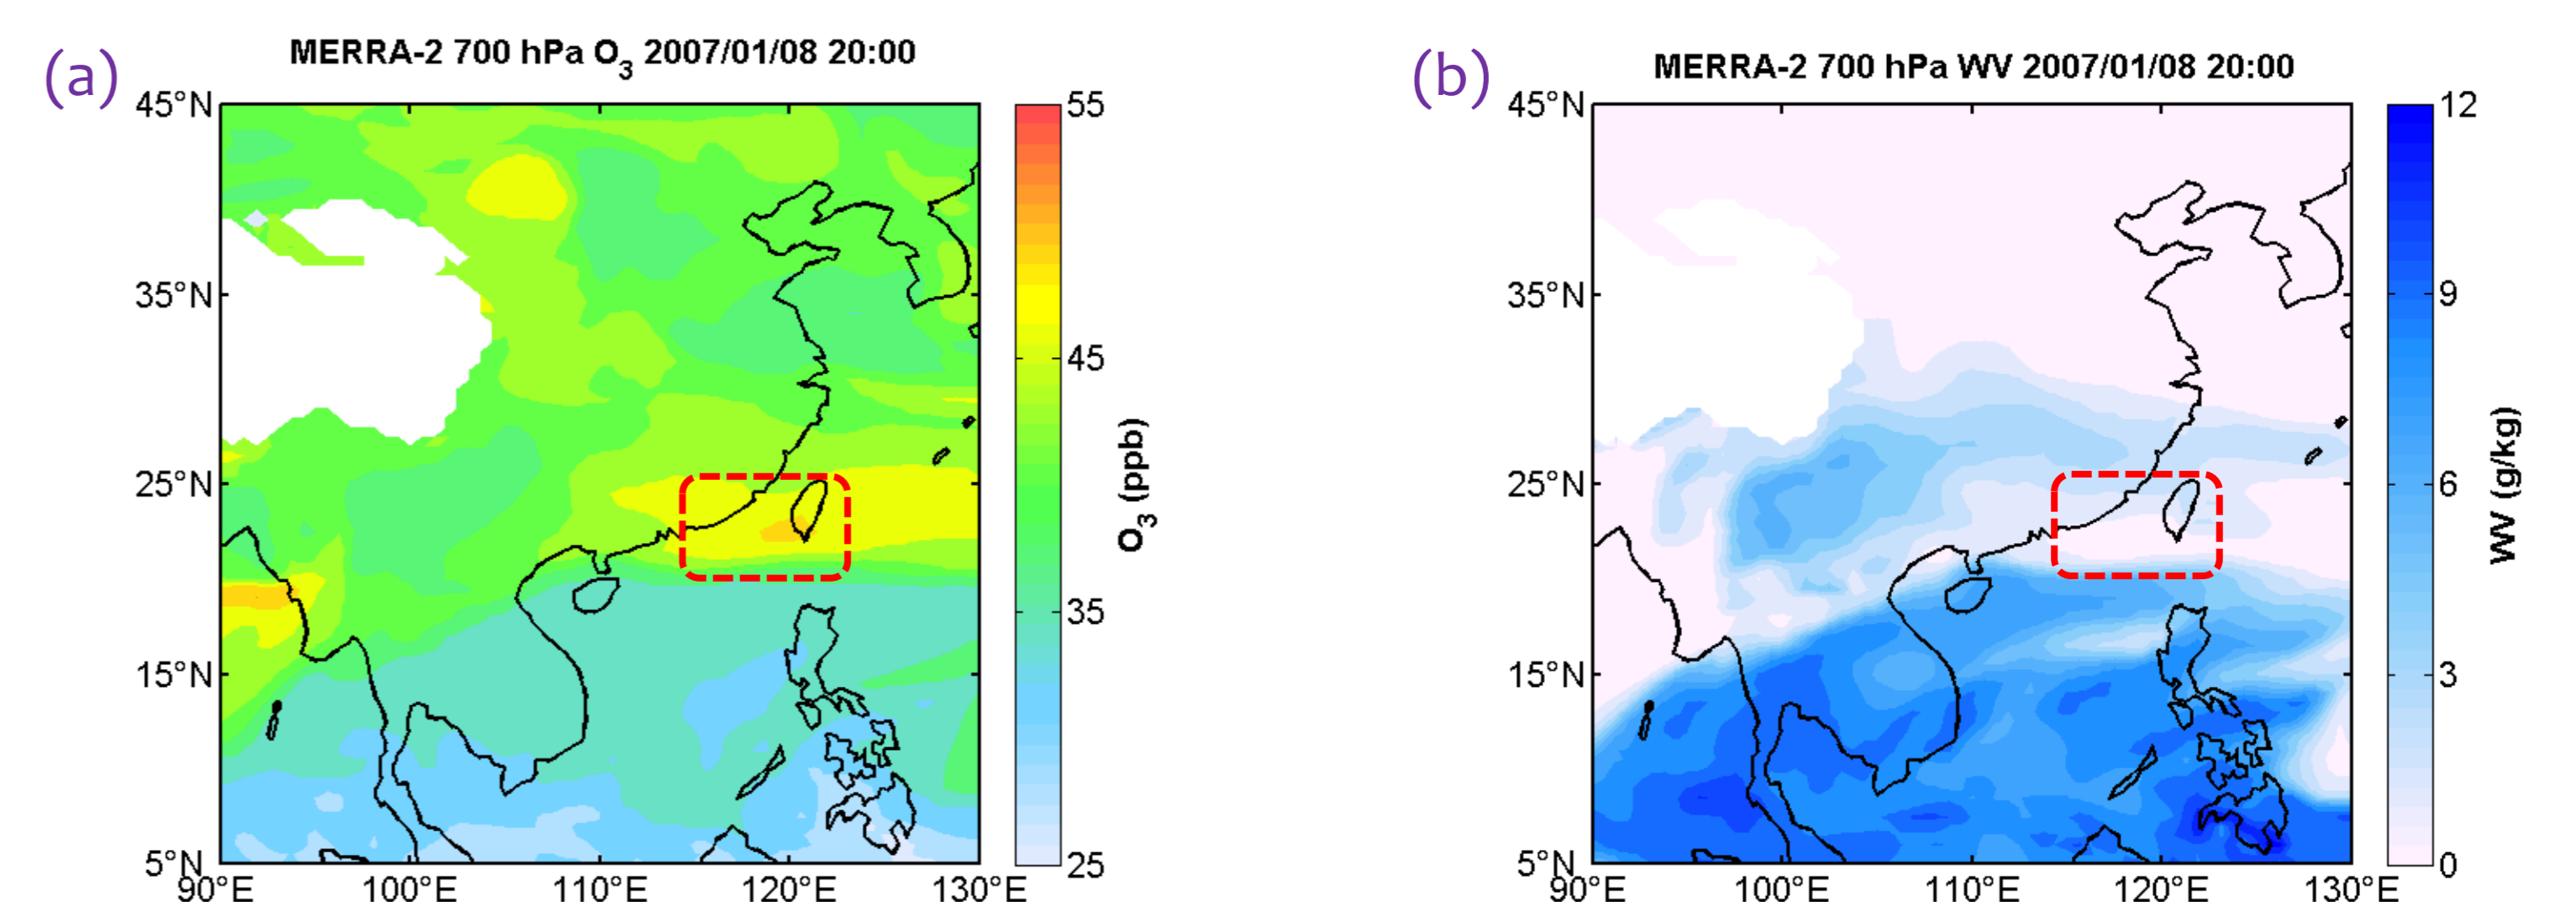 (a)
MERRA-2 700 hPa O3 2007/01/08 20:00
45°N
35°N
25°N
15°N
5°N
90°E 100°E 110°E 120°E 130°E
55
45
35
25
O3 (ppb)
(b)
MERRA-2 700 hPa WV 2007/01/08 20:00
45°N
35°N
25°N
15°N
5°N
90°E 100°E 110°E 120°E 130°E
12
9
6
3
0
WV (g/kg)